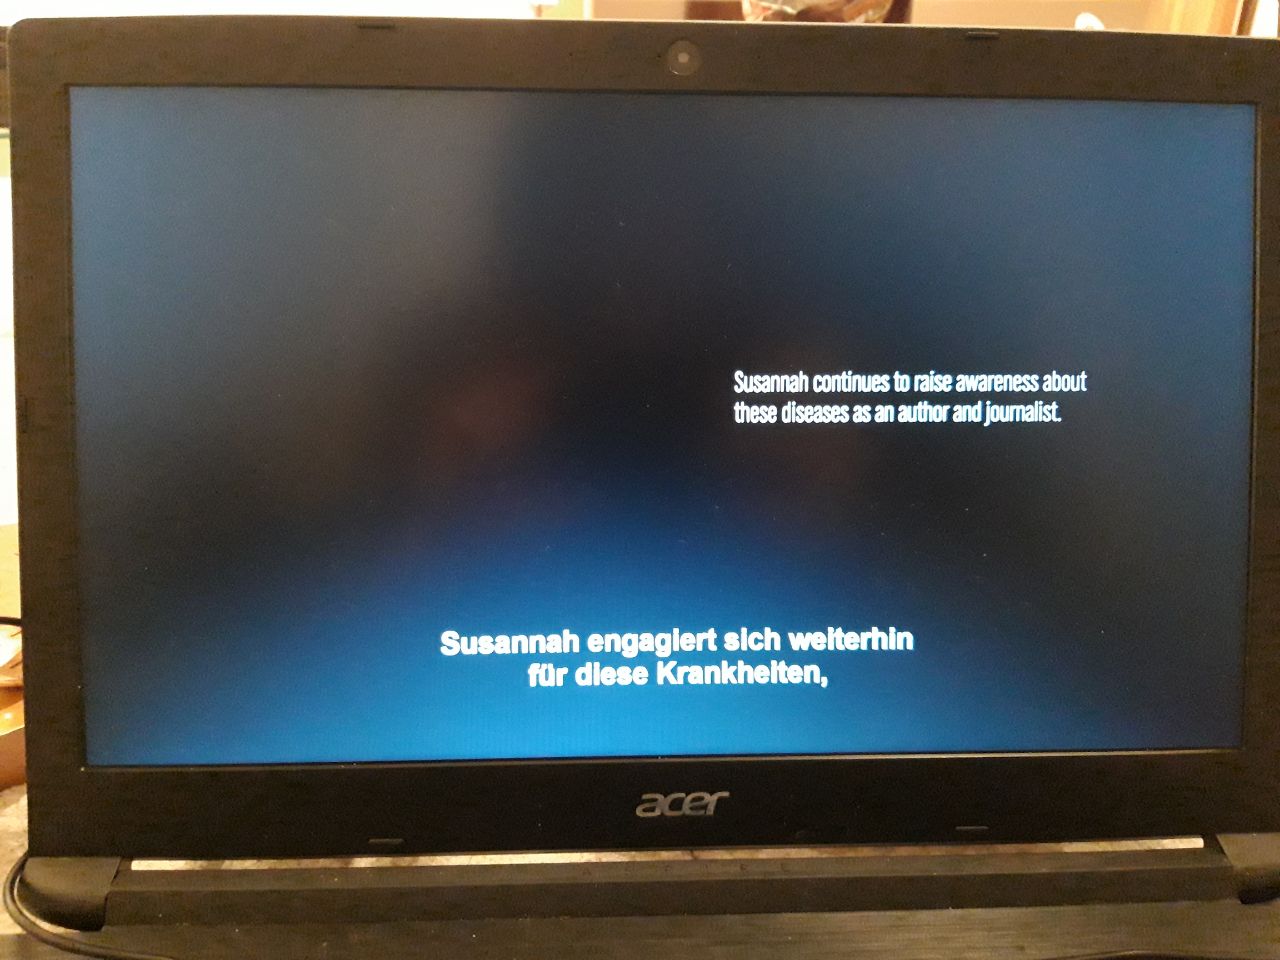 Susannah continues to raise awareness about
these diseases as an author and journalist.
Susannah engagiert sich weiterhin
für diese Krankheiten,
acer